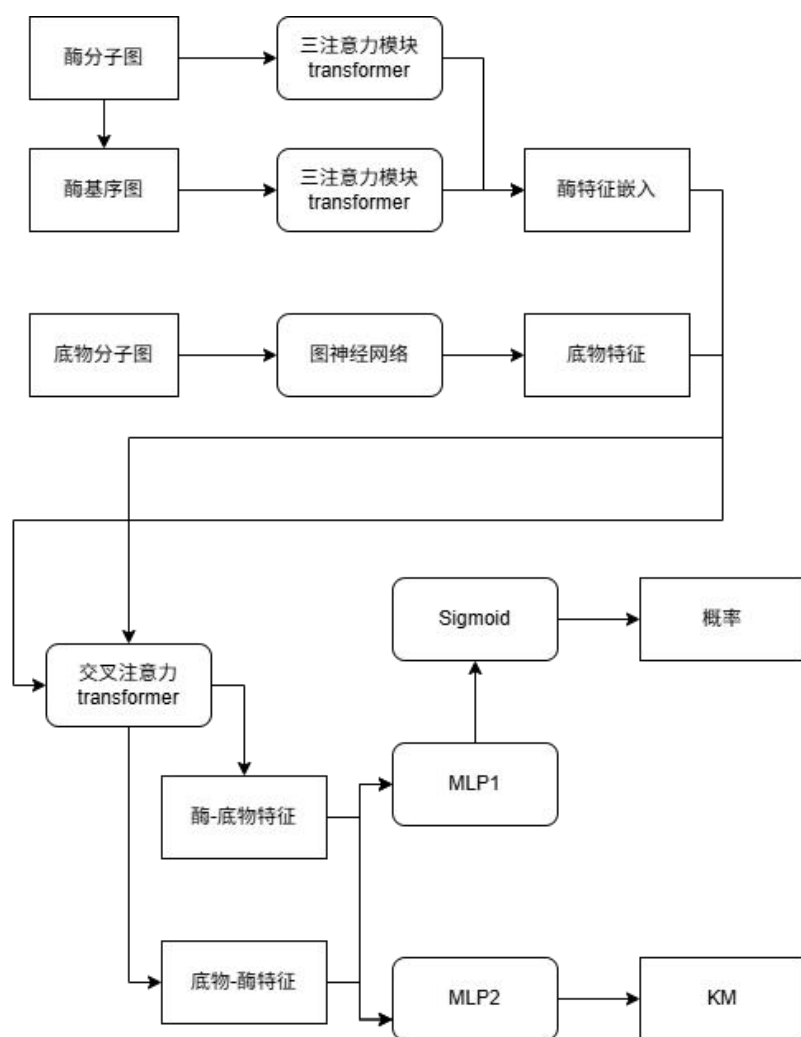 酶分子图
三注意力模块
transformer
酶基序图
三注意力模块
transformer
酶特征嵌入
底物分子图
图神经网络
底物特征
Sigmoid
概率
交叉注意力
transformer
MLP1
酶-底物特征
底物-酶特征
MLP2
KM